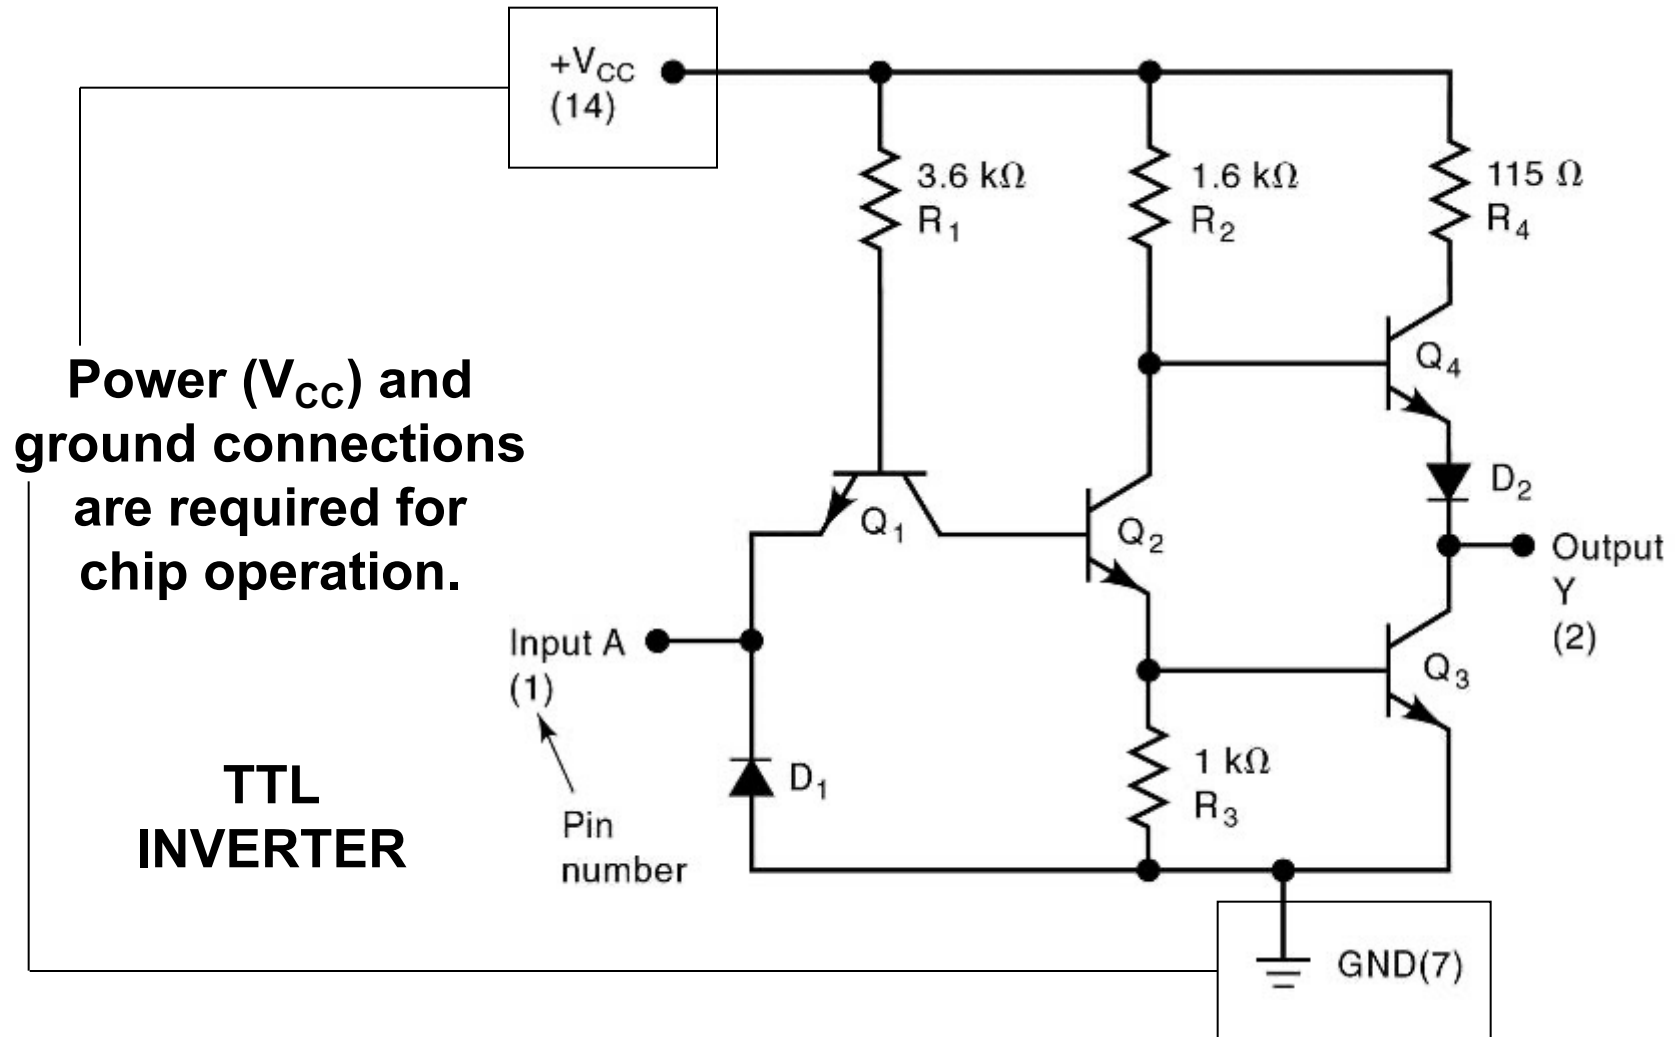 +V_CC
(14)
3.6 kΩ
R₁
1.6 kΩ
R₂
115 Ω
R₄
Power (V_CC) and
ground connections
are required for
chip operation.
Q₄
Q₁
Q₂
D₂
Output
Y
(2)
Input A
(1)
Q₃
TTL
INVERTER
D₁
1 kΩ
R₃
Pin
number
GND(7)